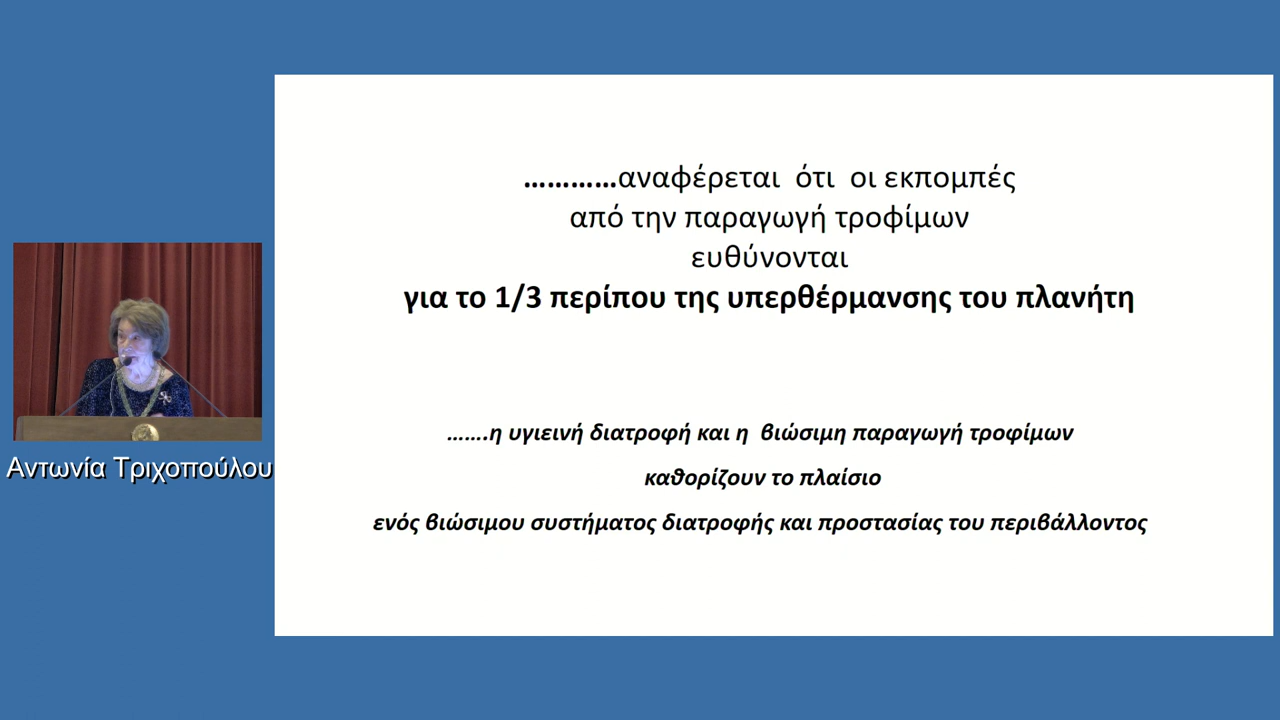 …………αναφέρεται ότι οι εκπομπές
από την παραγωγή τροφίμων
ευθύνονται
για το 1/3 περίπου της υπερθέρμανσης του πλανήτη
…….η υγιεινή διατροφή και η βιώσιμη παραγωγή τροφίμων
καθορίζουν το πλαίσιο
ενός βιώσιμου συστήματος διατροφής και προστασίας του περιβάλλοντος
Αντωνία Τριχοπούλου